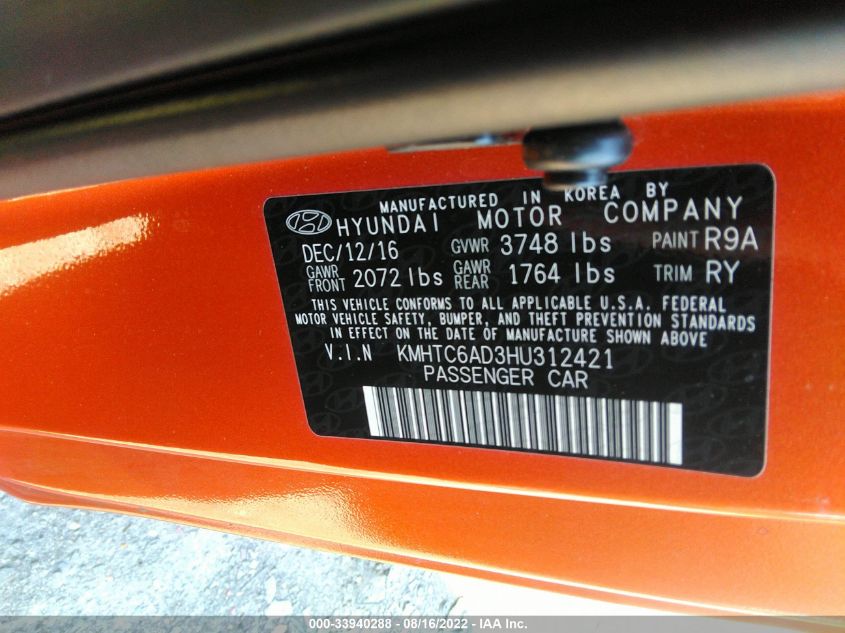 MANUFACTURED IN KOREA BY
HYUNDAI MOTOR COMPANY
DEC/12/16 GVWR 3748 lbs PAINT R9A
GAWR FRONT 2072 lbs GAWR REAR 1764 lbs TRIM RY
THIS VEHICLE CONFORMS TO ALL APPLICABLE U.S.A. FEDERAL
MOTOR VEHICLE SAFETY, BUMPER, AND THEFT PREVENTION STANDARDS
IN EFFECT ON THE DATE OF MANUFACTURE SHOWN ABOVE
V.I.N KMHTC6AD3HU312421
PASSENGER CAR
000-33940288 - 08/16/2022 - IAA Inc.